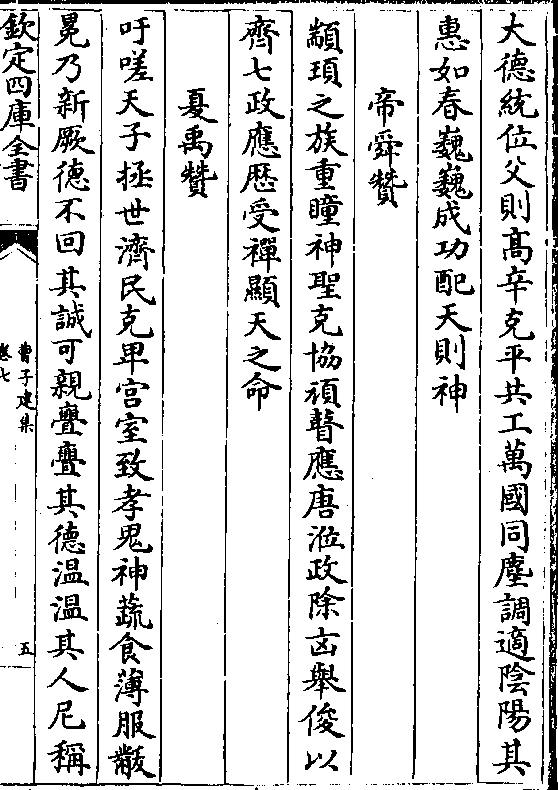 大德統位父則髙辛克平共工萬國同塵調適陰陽其
惠如春巍巍成功配天則神
帝舜贊
顓頊之族重瞳神聖克協頑瞽應唐涖政除凶舉俊以
齊七政應厯受禪顯天之命
夏禹贊
吁嗟天子拯世濟民克卑宫室致孝鬼神蔬食薄服黻
冕乃新厥德不回其誠可親亹亹其德温温其人尼稱
欽定四庫全書
曹子建集
卷七
五